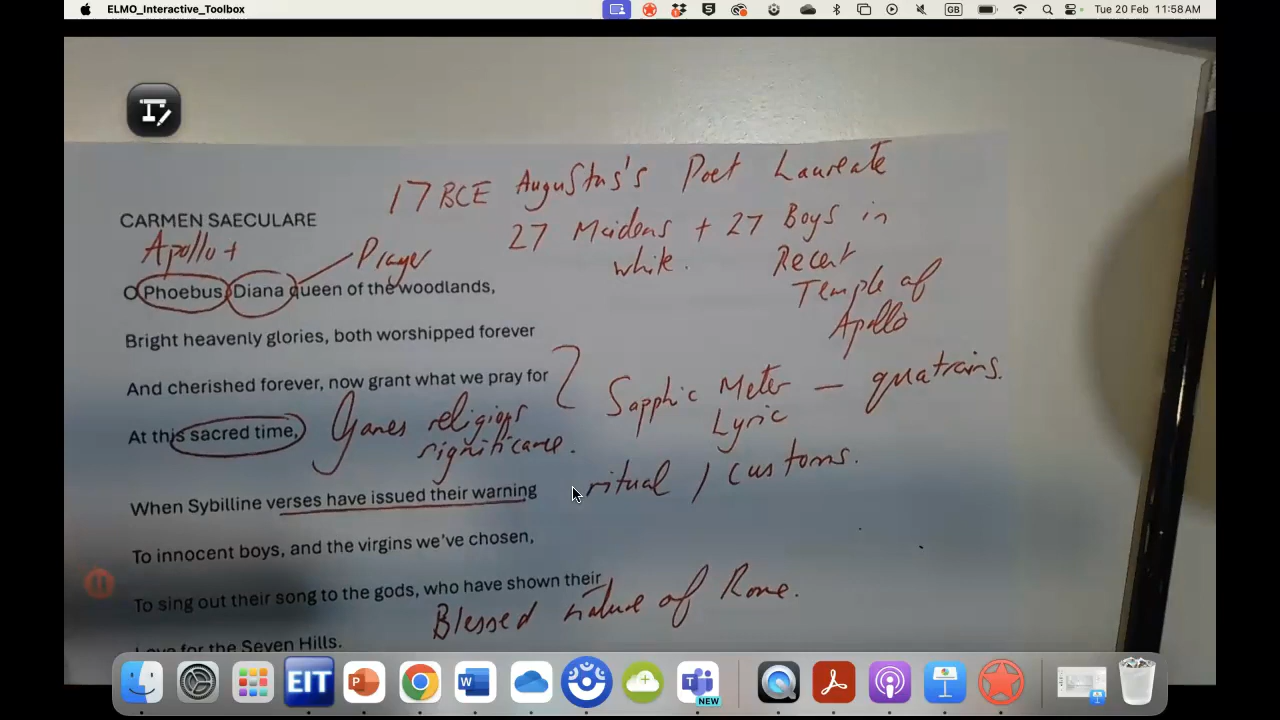 ELMO_Interactive_Toolbox
GB
Tue 20 Feb 11:58 AM
17 BCE Augustus's Poet Laureate
CARMEN SAECULARE
27 Maidens + 27 Boys in
white. Recent
Temple of
Apollo
Apollo +
Prayer
O Phoebus, Diana queen of the woodlands,
Bright heavenly glories, both worshipped forever
And cherished forever, now grant what we pray for
Sapphic Meter — quatrains.
Lyric
At this sacred time,
Games religious
significance.
ritual / customs.
When Sybilline verses have issued their warning
To innocent boys, and the virgins we've chosen,
To sing out their song to the gods, who have shown their
Blessed nature of Rome.
Love for the Seven Hills.
EIT
P
W
T
NEW